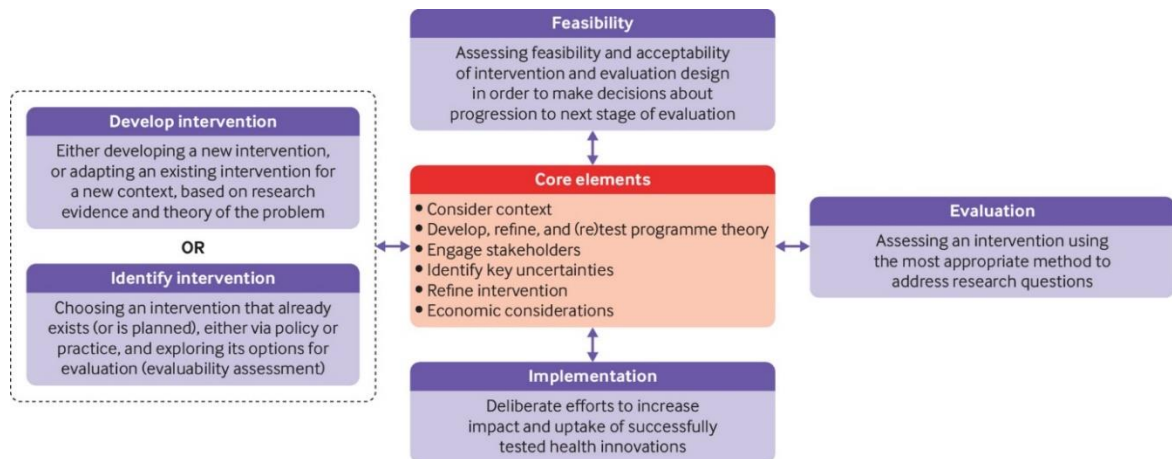 Feasibility
Assessing feasibility and acceptability
of intervention and evaluation design
in order to make decisions about
progression to next stage of evaluation
Develop intervention
Either developing a new intervention,
or adapting an existing intervention for
a new context, based on research
evidence and theory of the problem
OR
Identify intervention
Choosing an intervention that already
exists (or is planned), either via policy or
practice, and exploring its options for
evaluation (evaluability assessment)
Core elements
• Consider context
• Develop, refine, and (re)test programme theory
• Engage stakeholders
• Identify key uncertainties
• Refine intervention
• Economic considerations
Evaluation
Assessing an intervention using
the most appropriate method to
address research questions
Implementation
Deliberate efforts to increase
impact and uptake of successfully
tested health innovations